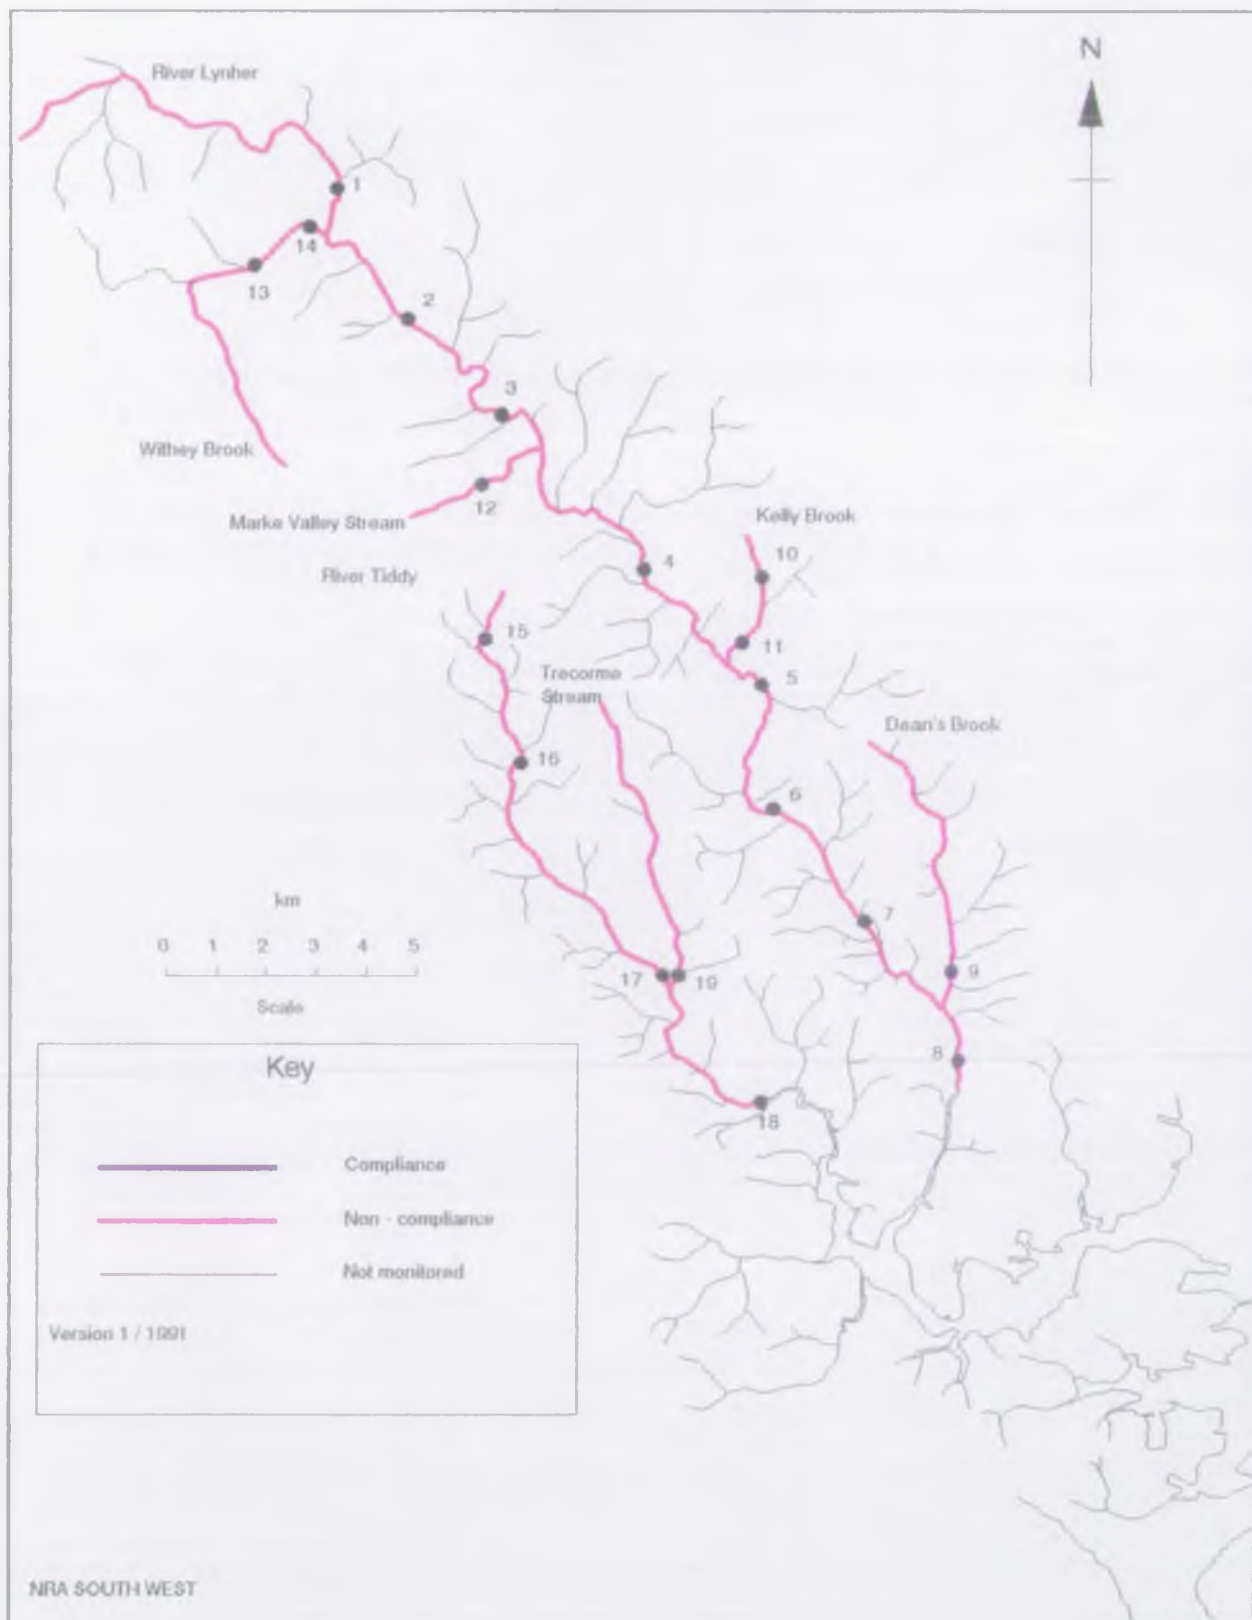 N
River Lynher
1
14
13
2
3
Withey Brook
12
Marke Valley Stream
Kelly Brook
10
4
River Tiddy
11
15
5
Trecorme
Stream
Dean's Brook
16
6
7
km
0 1 2 3 4 5
Scale
17
19
9
8
18
Key
Compliance
Non - compliance
Not monitored
Version 1 / 1991
NRA SOUTH WEST